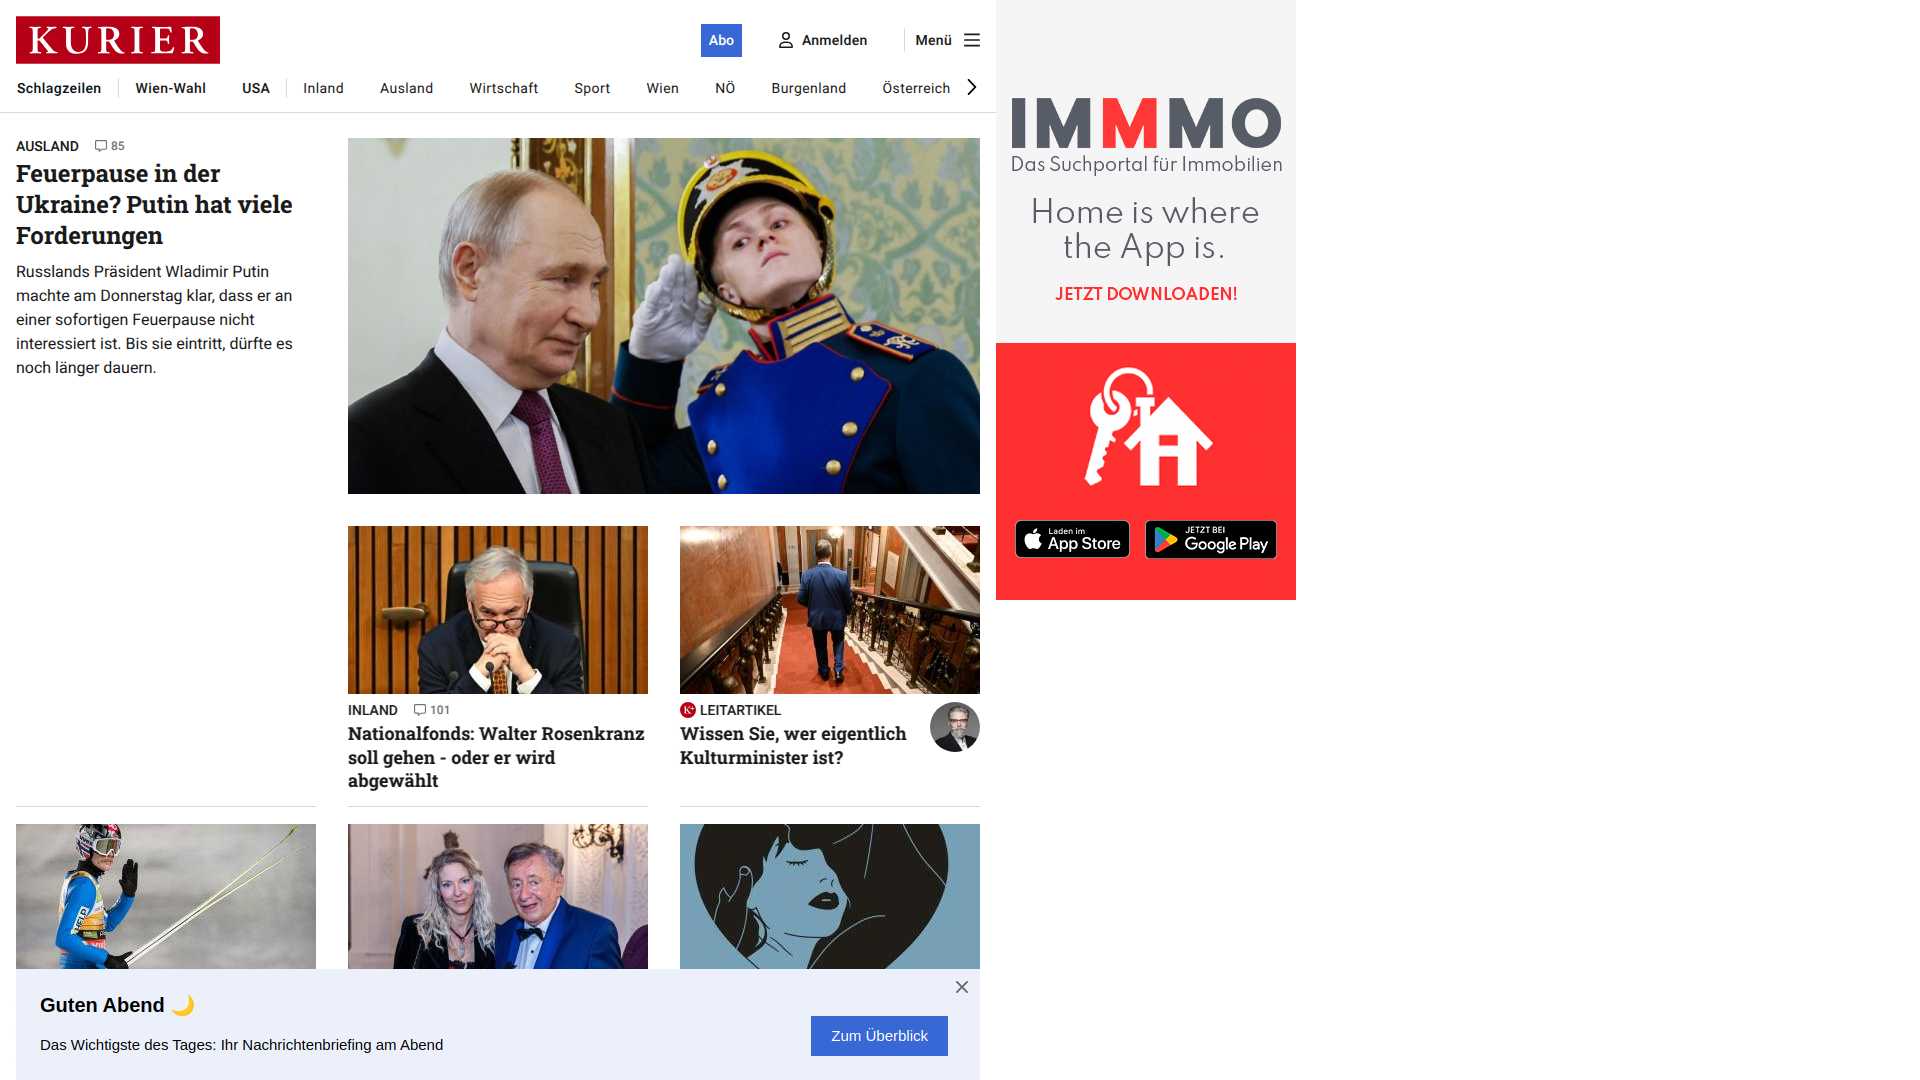 KURIER
Abo
Anmelden
Menü
Schlagzeilen
Wien-Wahl
USA
Inland
Ausland
Wirtschaft
Sport
Wien
NÖ
Burgenland
Österreich
AUSLAND
85
Feuerpause in der
Ukraine? Putin hat viele
Forderungen
Russlands Präsident Wladimir Putin
machte am Donnerstag klar, dass er an
einer sofortigen Feuerpause nicht
interessiert ist. Bis sie eintritt, dürfte es
noch länger dauern.
INLAND
101
Nationalfonds: Walter Rosenkranz
soll gehen - oder er wird
abgewählt
K+ LEITARTIKEL
Wissen Sie, wer eigentlich
Kulturminister ist?
Guten Abend 🌙
Das Wichtigste des Tages: Ihr Nachrichtenbriefing am Abend
Zum Überblick
IMMMO
Das Suchportal für Immobilien
Home is where
the App is.
JETZT DOWNLOADEN!
Laden im
App Store
JETZT BEI
Google Play